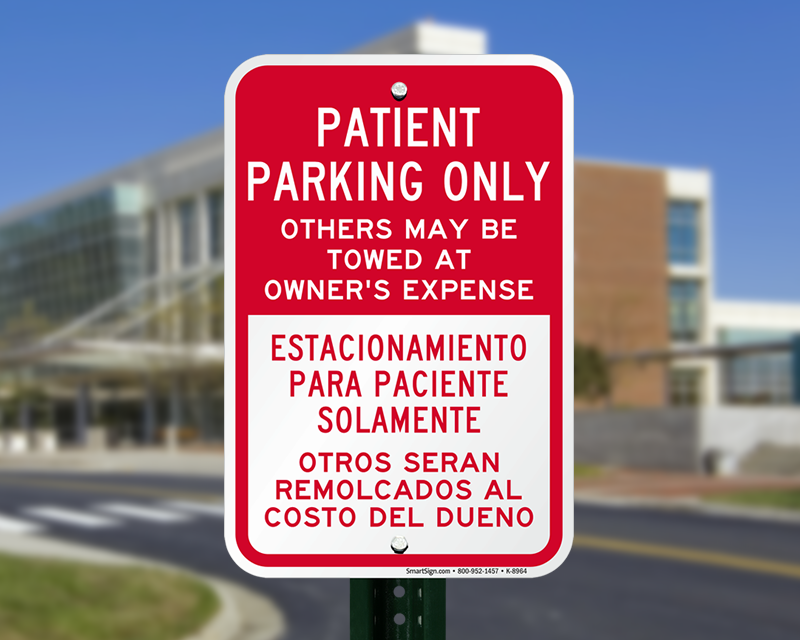 PATIENT
PARKING ONLY
OTHERS MAY BE
TOWED AT
OWNER'S EXPENSE
ESTACIONAMIENTO
PARA PACIENTE
SOLAMENTE
OTROS SERAN
REMOLCADOS AL
COSTO DEL DUENO
SmartSign.com • 800-952-1457 • K-8964